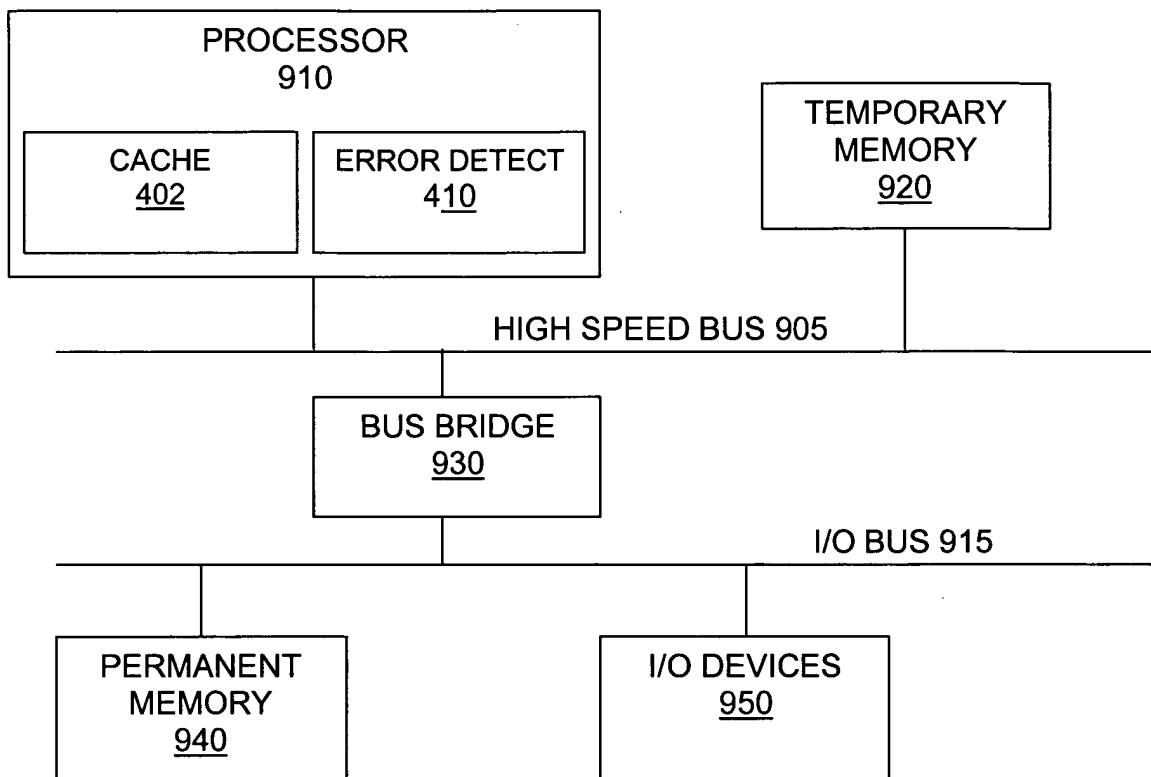 PROCESSOR
910
CACHE
402
ERROR DETECT
410
TEMPORARY
MEMORY
920
HIGH SPEED BUS 905
BUS BRIDGE
930
I/O BUS 915
PERMANENT
MEMORY
940
I/O DEVICES
950